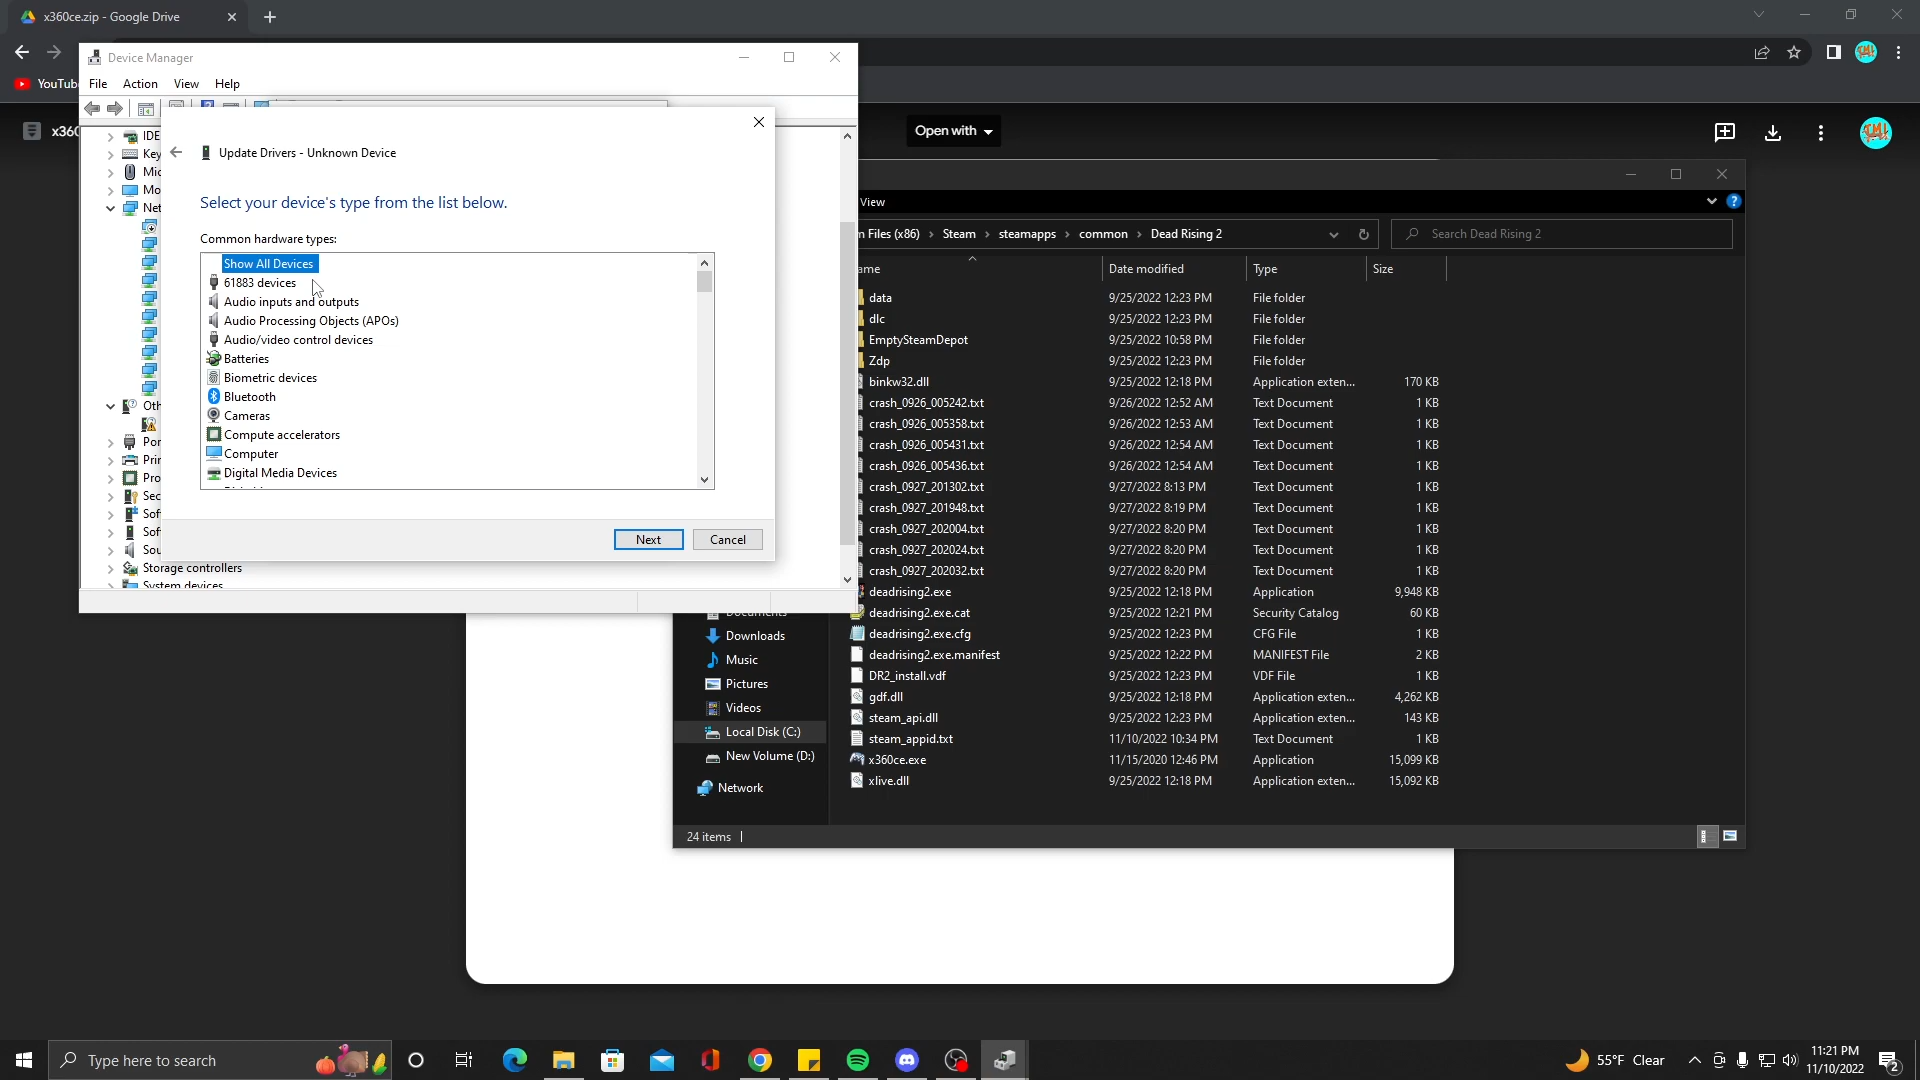 x360ce.zip - Google Drive
YouTub
x360
Open with
Device Manager
File Action View Help
IDE
Key
Mic
Mo
Net
Oth
Por
Prin
Pro
Sec
Sof
Sof
Sou
Storage controllers
System devices
Update Drivers - Unknown Device
Select your device's type from the list below.
Common hardware types:
Show All Devices
61883 devices
Audio inputs and outputs
Audio Processing Objects (APOs)
Audio/video control devices
Batteries
Biometric devices
Bluetooth
Cameras
Compute accelerators
Computer
Digital Media Devices
Next Cancel
View
m Files (x86) › Steam › steamapps › common › Dead Rising 2
Search Dead Rising 2
ame Date modified Type Size
data 9/25/2022 12:23 PM File folder
dlc 9/25/2022 12:23 PM File folder
EmptySteamDepot 9/25/2022 10:58 PM File folder
Zdp 9/25/2022 12:23 PM File folder
binkw32.dll 9/25/2022 12:18 PM Application exten... 170 KB
crash_0926_005242.txt 9/26/2022 12:52 AM Text Document 1 KB
crash_0926_005358.txt 9/26/2022 12:53 AM Text Document 1 KB
crash_0926_005431.txt 9/26/2022 12:54 AM Text Document 1 KB
crash_0926_005436.txt 9/26/2022 12:54 AM Text Document 1 KB
crash_0927_201302.txt 9/27/2022 8:13 PM Text Document 1 KB
crash_0927_201948.txt 9/27/2022 8:19 PM Text Document 1 KB
crash_0927_202004.txt 9/27/2022 8:20 PM Text Document 1 KB
crash_0927_202024.txt 9/27/2022 8:20 PM Text Document 1 KB
crash_0927_202032.txt 9/27/2022 8:20 PM Text Document 1 KB
deadrising2.exe 9/25/2022 12:18 PM Application 9,948 KB
deadrising2.exe.cat 9/25/2022 12:21 PM Security Catalog 60 KB
deadrising2.exe.cfg 9/25/2022 12:23 PM CFG File 1 KB
deadrising2.exe.manifest 9/25/2022 12:22 PM MANIFEST File 2 KB
DR2_install.vdf 9/25/2022 12:23 PM VDF File 1 KB
gdf.dll 9/25/2022 12:18 PM Application exten... 4,262 KB
steam_api.dll 9/25/2022 12:23 PM Application exten... 143 KB
steam_appid.txt 11/10/2022 10:34 PM Text Document 1 KB
x360ce.exe 11/15/2020 12:46 PM Application 15,099 KB
xlive.dll 9/25/2022 12:18 PM Application exten... 15,092 KB
Documents
Downloads
Music
Pictures
Videos
Local Disk (C:)
New Volume (D:)
Network
24 items
Type here to search
55°F Clear
11:21 PM
11/10/2022
2